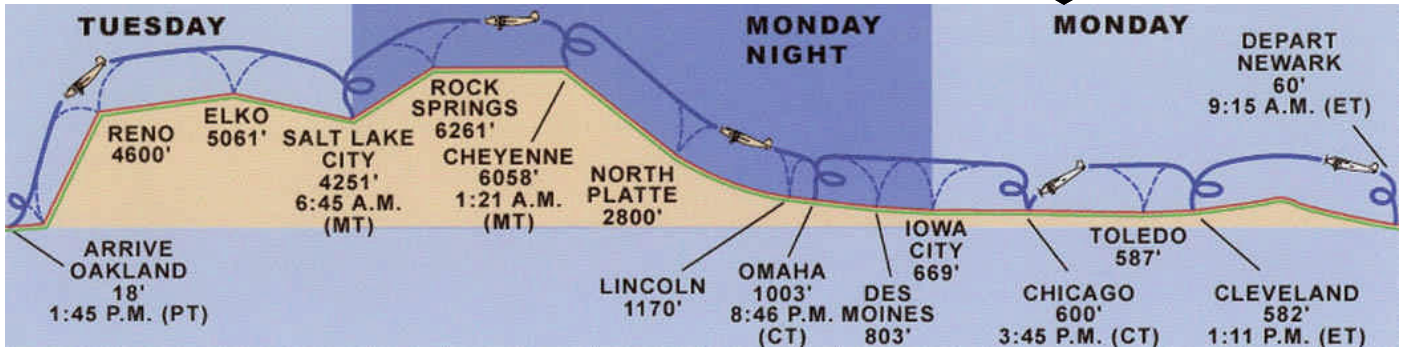 TUESDAY
MONDAY
NIGHT
MONDAY
DEPART
NEWARK
60'
9:15 A.M. (ET)
RENO
4600'
ELKO
5061'
SALT LAKE
CITY
4251'
6:45 A.M.
(MT)
ROCK
SPRINGS
6261'
CHEYENNE
6058'
1:21 A.M.
(MT)
NORTH
PLATTE
2800'
ARRIVE
OAKLAND
18'
1:45 P.M. (PT)
LINCOLN
1170'
OMAHA
1003'
8:46 P.M.
(CT)
DES
MOINES
803'
IOWA
CITY
669'
CHICAGO
600'
3:45 P.M. (CT)
TOLEDO
587'
CLEVELAND
582'
1:11 P.M. (ET)